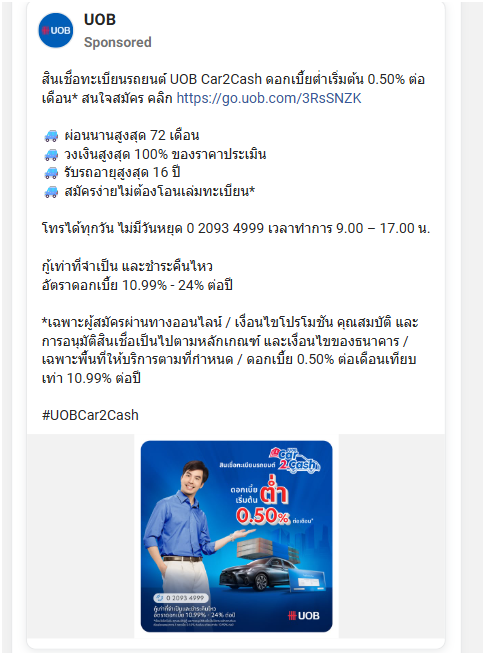 UOB
UOB
Sponsored
สินเชื่อทะเบียนรถยนต์ UOB Car2Cash ดอกเบี้ยต่ำเริ่มต้น 0.50% ต่อ
เดือน* สนใจสมัคร คลิก https://go.uob.com/3RsSNZK
ผ่อนนานสูงสุด 72 เดือน
วงเงินสูงสุด 100% ของราคาประเมิน
รับรถอายุสูงสุด 16 ปี
สมัครง่ายไม่ต้องโอนเล่มทะเบียน*
โทรได้ทุกวัน ไม่มีวันหยุด 0 2093 4999 เวลาทำการ 9.00 – 17.00 น.
กู้เท่าที่จำเป็น และชำระคืนไหว
อัตราดอกเบี้ย 10.99% - 24% ต่อปี
*เฉพาะผู้สมัครผ่านทางออนไลน์ / เงื่อนไขโปรโมชัน คุณสมบัติ และ
การอนุมัติสินเชื่อเป็นไปตามหลักเกณฑ์ และเงื่อนไขของธนาคาร /
เฉพาะพื้นที่ให้บริการตามที่กำหนด / ดอกเบี้ย 0.50% ต่อเดือนเทียบ
เท่า 10.99% ต่อปี
#UOBCar2Cash
สินเชื่อทะเบียนรถยนต์
Car
2Cash
ดอกเบี้ย
เริ่มต้น
ต่ำ
0.50%
ต่อเดือน*
0 2093 4999
กู้เท่าที่จำเป็นและชำระคืนไหว
อัตราดอกเบี้ย 10.99% - 24% ต่อปี
UOB